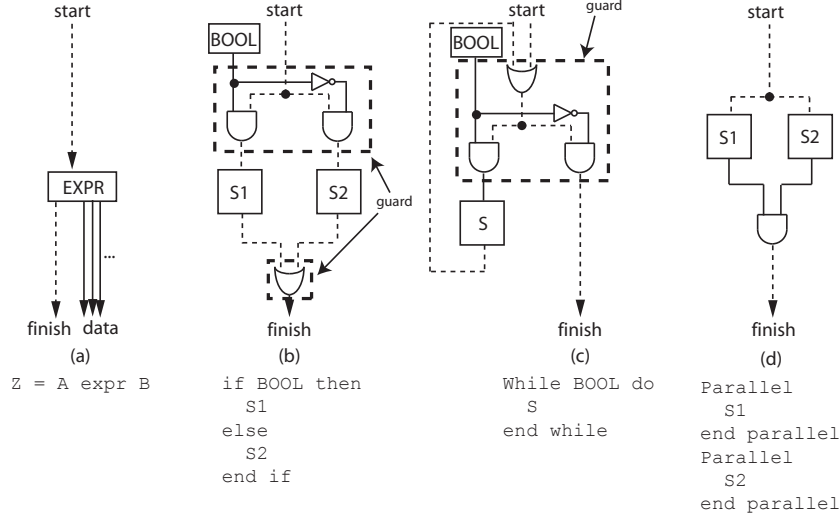 start
EXPR
...
finish data
(a)
Z = A expr B
start
BOOL
S1
S2
guard
finish
(b)
if BOOL then
S1
else
S2
end if
start
guard
BOOL
S
finish
(c)
While BOOL do
S
end while
start
S1
S2
finish
(d)
Parallel
S1
end parallel
Parallel
S2
end parallel